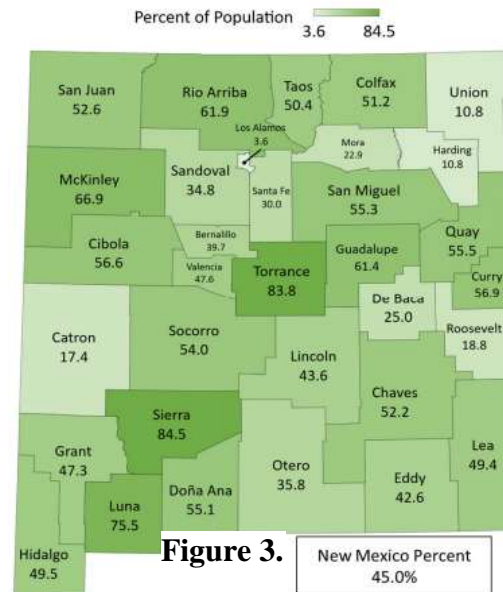 Percent of Population
3.6 84.5
San Juan
52.6
Rio Arriba
61.9
Taos
50.4
Colfax
51.2
Union
10.8
Los Alamos
3.6
Mora
22.9
Harding
10.8
McKinley
66.9
Sandoval
34.8
Santa Fe
30.0
San Miguel
55.3
Bernalillo
39.7
Cibola
56.6
Valencia
47.6
Torrance
83.8
Guadalupe
61.4
Quay
55.5
Curry
56.9
De Baca
25.0
Catron
17.4
Socorro
54.0
Lincoln
43.6
Roosevelt
18.8
Chaves
52.2
Sierra
84.5
Grant
47.3
Luna
75.5
Doña Ana
55.1
Otero
35.8
Eddy
42.6
Lea
49.4
Hidalgo
49.5
Figure 3.
New Mexico Percent
45.0%